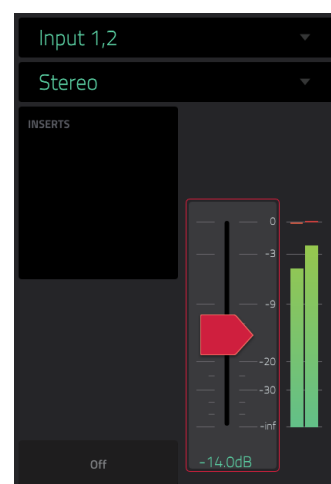 Input 1,2
Stereo
INSERTS
0
-3
-9
-20
-30
-inf
Off
-14.0dB